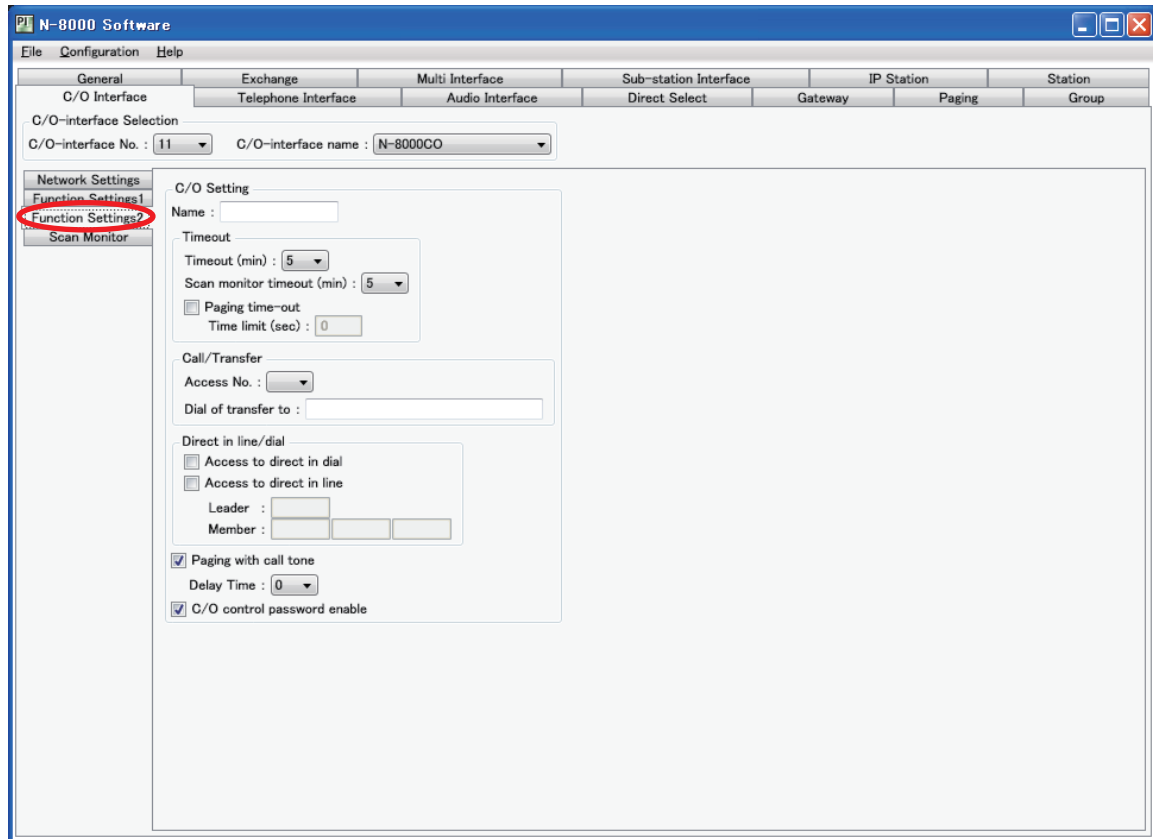 PI N-8000 Software
File Configuration Help
General Exchange Multi Interface Sub-station Interface IP Station Station
C/O Interface Telephone Interface Audio Interface Direct Select Gateway Paging Group
C/O-interface Selection
C/O-interface No. : 11 C/O-interface name : N-8000CO
Network Settings
Function Settings1
Function Settings2
Scan Monitor
C/O Setting
Name :
Timeout
Timeout (min) : 5
Scan monitor timeout (min) : 5
Paging time-out
Time limit (sec) : 0
Call/Transfer
Access No. :
Dial of transfer to :
Direct in line/dial
Access to direct in dial
Access to direct in line
Leader :
Member :
Paging with call tone
Delay Time : 0
C/O control password enable